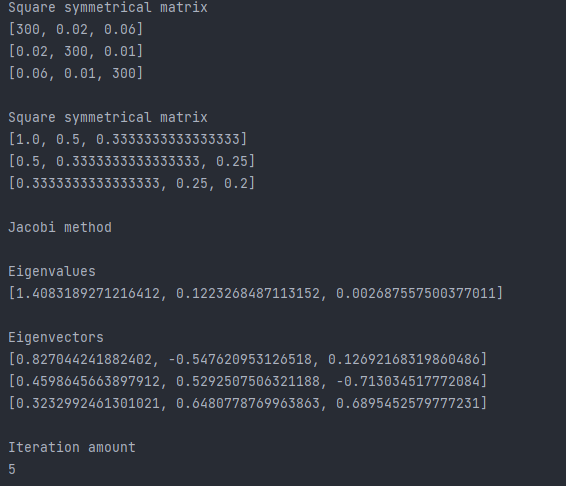 Square symmetrical matrix
[300, 0.02, 0.06]
[0.02, 300, 0.01]
[0.06, 0.01, 300]
Square symmetrical matrix
[1.0, 0.5, 0.3333333333333333]
[0.5, 0.3333333333333333, 0.25]
[0.3333333333333333, 0.25, 0.2]
Jacobi method
Eigenvalues
[1.4083189271216412, 0.1223268487113152, 0.002687557500377011]
Eigenvectors
[0.827044241882402, -0.547620953126518, 0.12692168319860486]
[0.4598645663897912, 0.5292507506321188, -0.713034517772084]
[0.3232992461301021, 0.6480778769963863, 0.6895452579777231]
Iteration amount
5